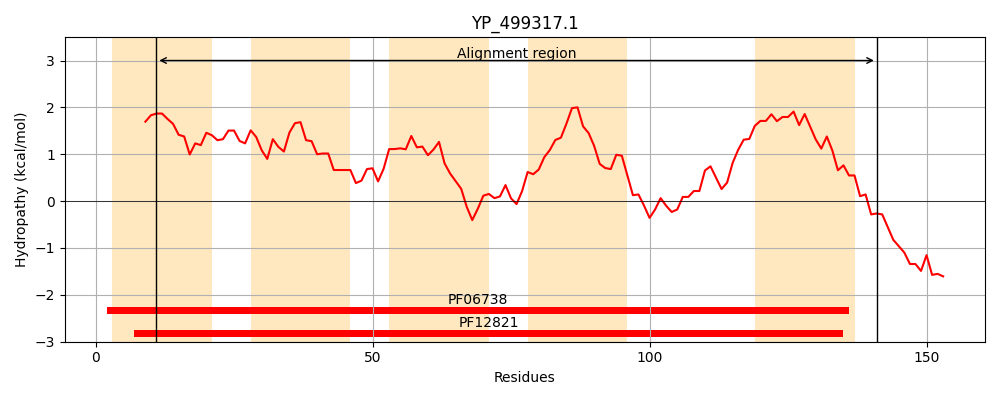 YP_499317.1
Alignment region
3
2
1
0
−1
−2
−3
Hydropathy (kcal/mol)
PF06738
PF12821
0 50 100 150
Residues